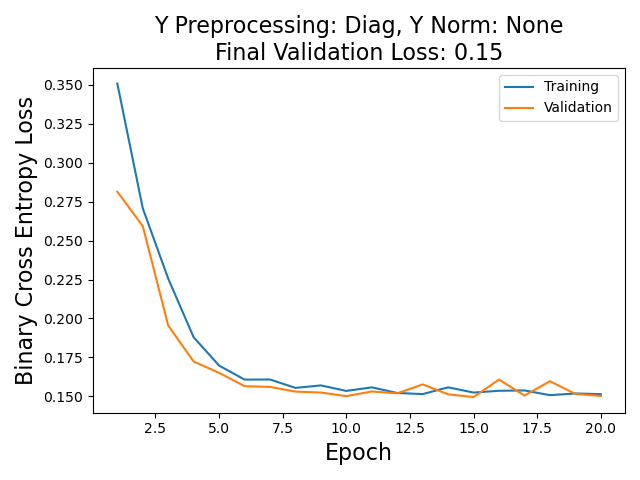 Y Preprocessing: Diag, Y Norm: None
Final Validation Loss: 0.15
Training
Validation
Binary Cross Entropy Loss
0.350
0.325
0.300
0.275
0.250
0.225
0.200
0.175
0.150
2.5
5.0
7.5
10.0
12.5
15.0
17.5
20.0
Epoch